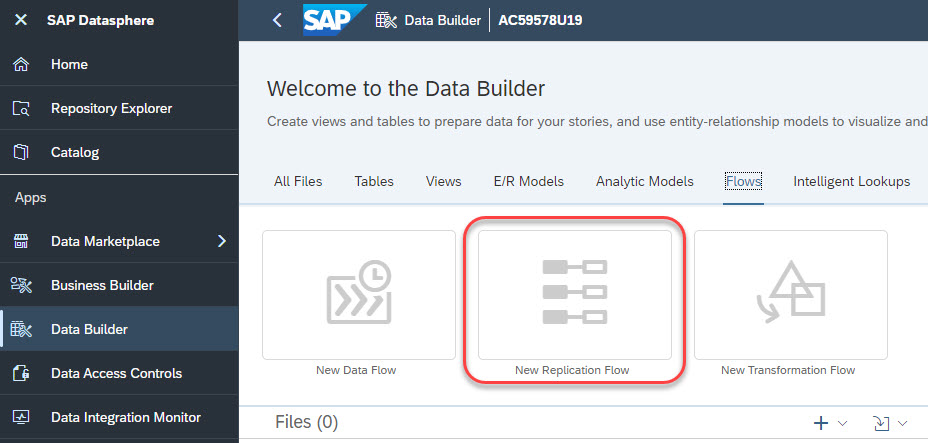 SAP Datasphere
Home
Repository Explorer
Catalog
Apps
Data Marketplace
Business Builder
Data Builder
Data Access Controls
Data Integration Monitor
SAP Data Builder AC59578U19
Welcome to the Data Builder
Create views and tables to prepare data for your stories, and use entity-relationship models to visualize and
All Files Tables Views E/R Models Analytic Models Flows Intelligent Lookups
New Data Flow New Replication Flow New Transformation Flow
Files (0)